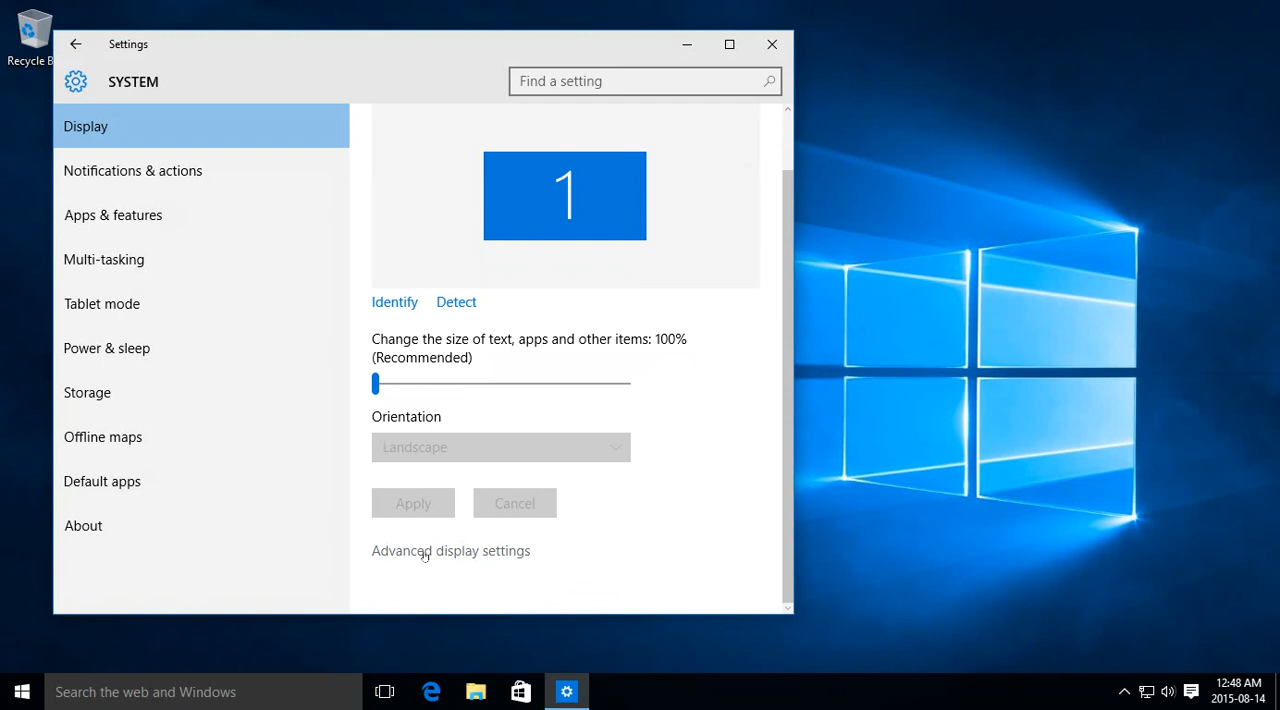 Recycle B
Settings
SYSTEM
Find a setting
Display
Notifications & actions
Apps & features
Multi-tasking
Tablet mode
Power & sleep
Storage
Offline maps
Default apps
About
1
Identify Detect
Change the size of text, apps and other items: 100%
(Recommended)
Orientation
Landscape
Apply Cancel
Advanced display settings
Search the web and Windows
12:48 AM
2015-08-14